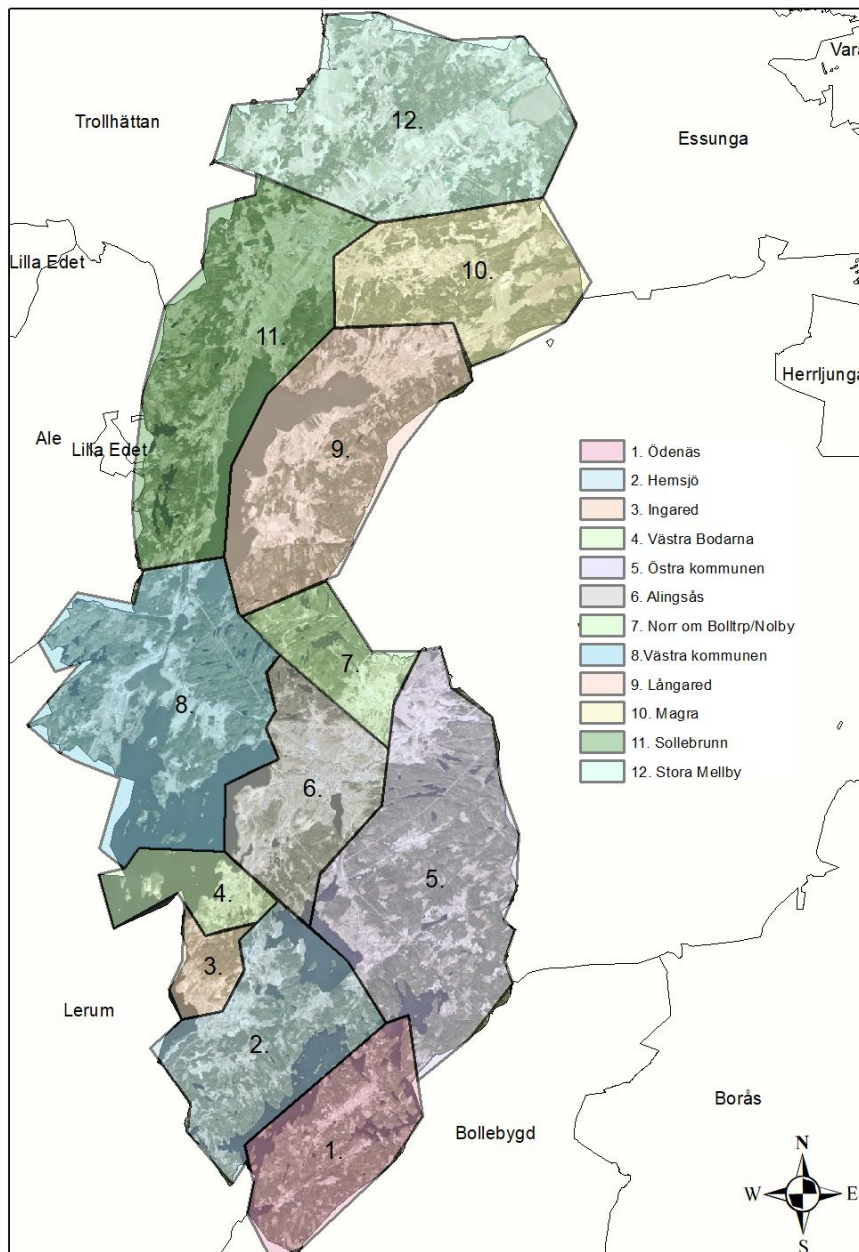 Vara
Trollhättan
12.
Essunga
Lilla Edet
10.
11.
Herrljunga
Ale
Lilla Edet
9.
1. Ödenäs
2. Hemsjö
3. Ingared
4. Västra Bodarna
5. Östra kommunen
6. Alingsås
7. Norr om Bolltrp/Nolby
8.Västra kommunen
9. Långared
10. Magra
11. Sollebrunn
12. Stora Mellby
7.
8.
6.
5.
4.
3.
Lerum
2.
Borås
Bollebygd
1.
N
W E
S